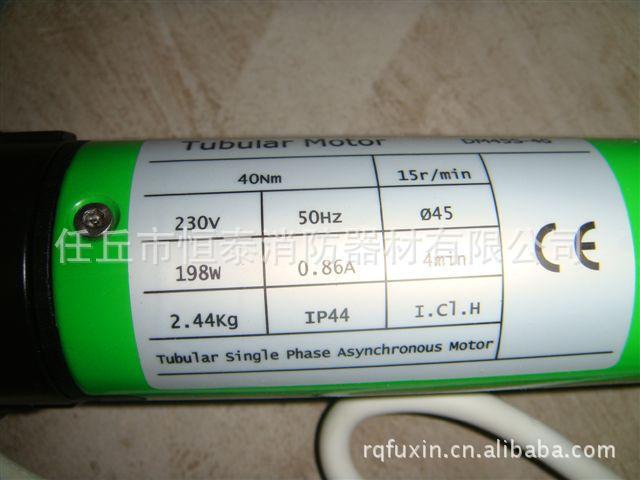 Tubular Motor DM45S-40
40Nm 15r/min
230V 50Hz Ø45
任丘市恒泰消防器材有限公司
198W 0.86A 4min
CE
2.44Kg IP44 I.Cl.H
Tubular Single Phase Asynchronous Motor
rqfuxin.cn.alibaba.com